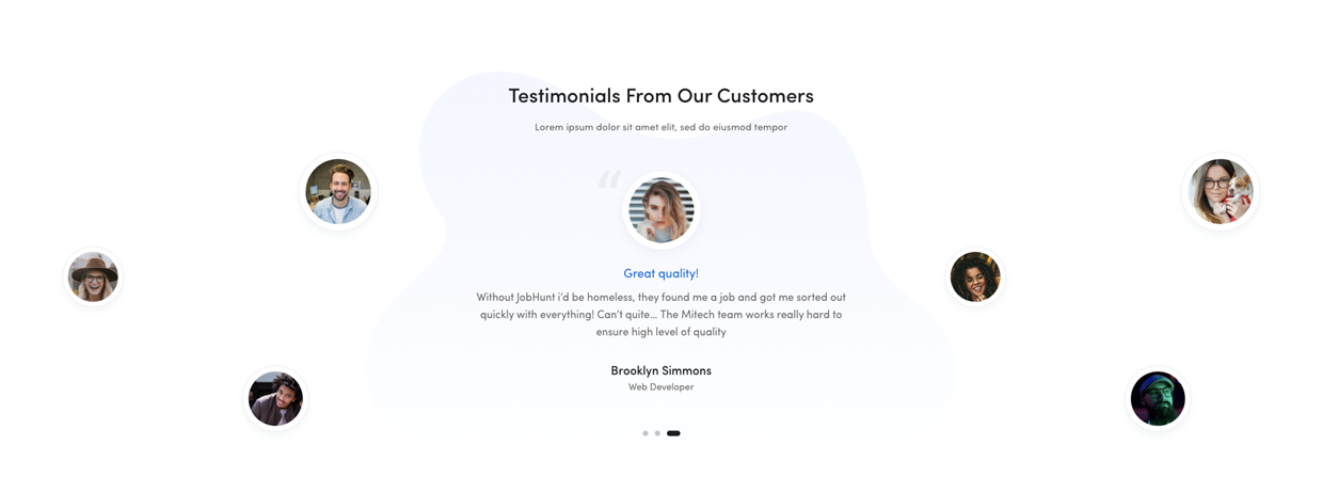 Testimonials From Our Customers
Lorem ipsum dolor sit amet elit, sed do eiusmod tempor
“
Great quality!
Without JobHunt i'd be homeless, they found me a job and got me sorted out
quickly with everything! Can't quite... The Mitech team works really hard to
ensure high level of quality
Brooklyn Simmons
Web Developer